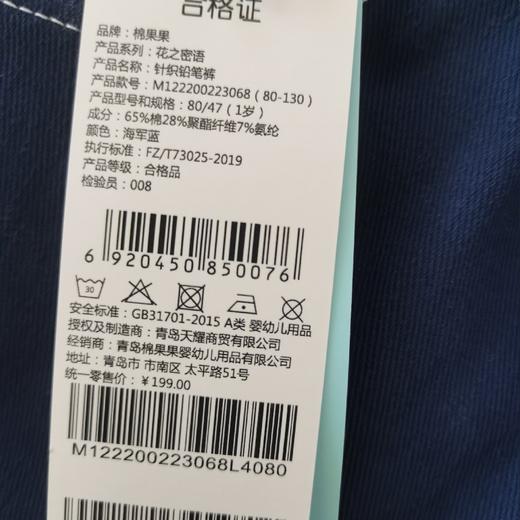 合格证
品牌：棉果果
产品系列：花之密语
产品名称：针织铅笔裤
产品款号：M122200223068（80-130）
产品型号和规格：80/47（1岁）
成分：65%棉28%聚酯纤维7%氨纶
颜色：海军蓝
执行标准：FZ/T73025-2019
产品等级：合格品
检验员：008
6 920450 850076
30
安全标准：GB31701-2015 A类 婴幼儿用品
授权及制造商：青岛天耀商贸有限公司
经销商：青岛棉果果婴幼儿用品有限公司
地址：青岛市 市南区 太平路51号
统一零售价：￥199.00
M122200223068L4080